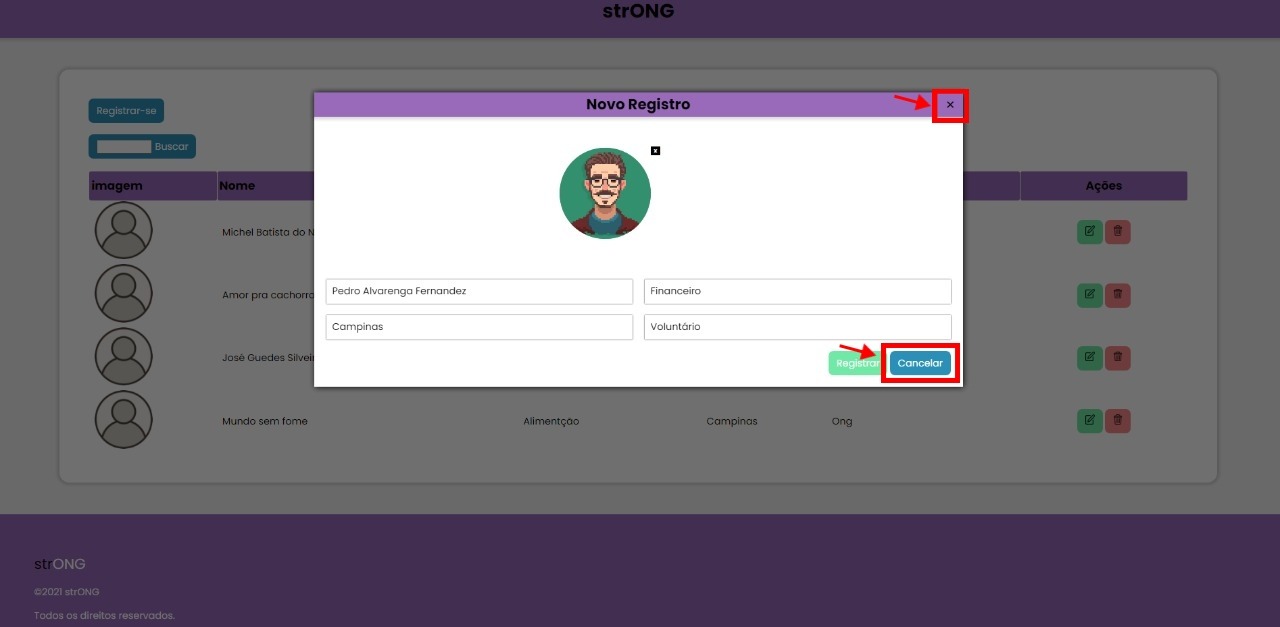 strONG
Registrar-se
Buscar
Novo Registro
×
x
imagem
Nome
Ações
Michel Batista do N
Amor pra cachorro
José Guedes Silvei
Pedro Alvarenga Fernandez
Financeiro
Campinas
Voluntário
Registrar
Cancelar
Mundo sem fome
Alimentção
Campinas
Ong
strONG
©2021 strONG
Todos os direitos reservados.